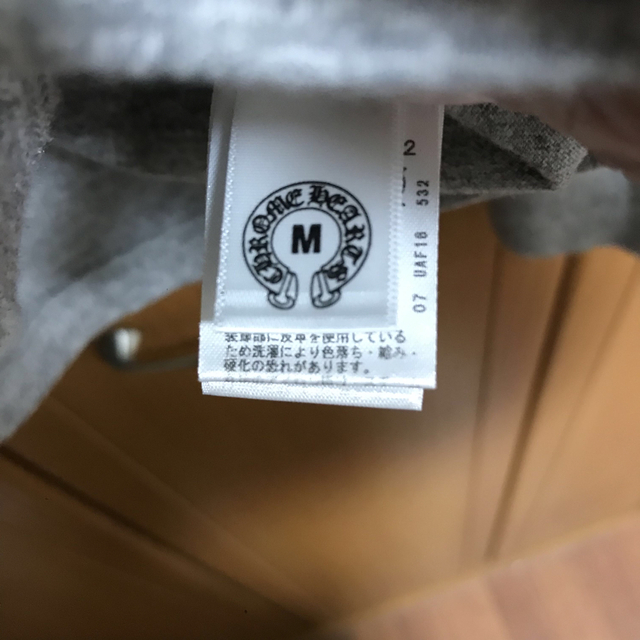 CHROME HEARTS
M
装飾部に皮革を使用している
ため洗濯により色落ち・縮み・
硬化の恐れがあります。
2
532
07 UAF16